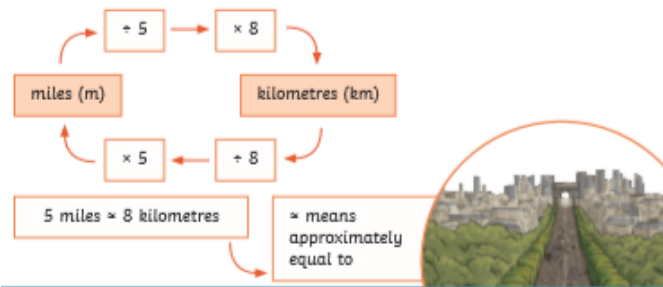 ÷ 5
× 8
miles (m)
kilometres (km)
× 5
÷ 8
5 miles ≃ 8 kilometres
≃ means
approximately
equal to